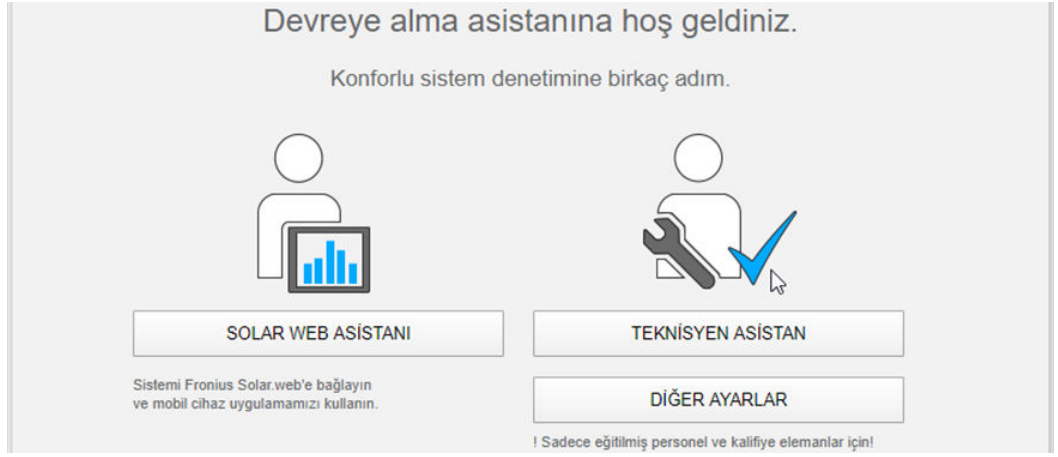 Devreye alma asistanına hoş geldiniz.
Konforlu sistem denetimine birkaç adım.
SOLAR WEB ASİSTANI
Sistemi Fronius Solar.web'e bağlayın
ve mobil cihaz uygulamamızı kullanın.
TEKNİSYEN ASİSTAN
DİĞER AYARLAR
! Sadece eğitilmiş personel ve kalifiye elemanlar için!